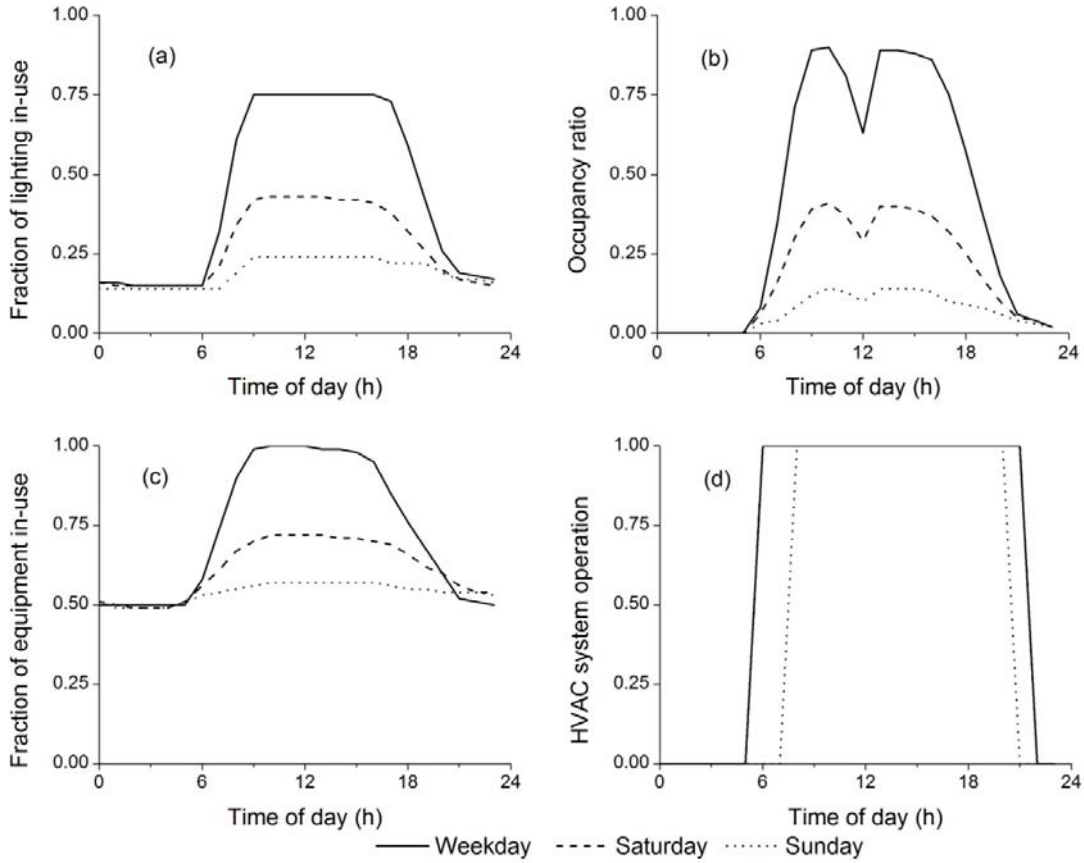 (a)
Fraction of lighting in-use
1.00
0.75
0.50
0.25
0.00
0 6 12 18 24
Time of day (h)
(b)
Occupancy ratio
1.00
0.75
0.50
0.25
0.00
0 6 12 18 24
Time of day (h)
(c)
Fraction of equipment in-use
1.00
0.75
0.50
0.25
0.00
0 6 12 18 24
Time of day (h)
(d)
HVAC system operation
1.00
0.75
0.50
0.25
0.00
0 6 12 18 24
Time of day (h)
Weekday Saturday Sunday